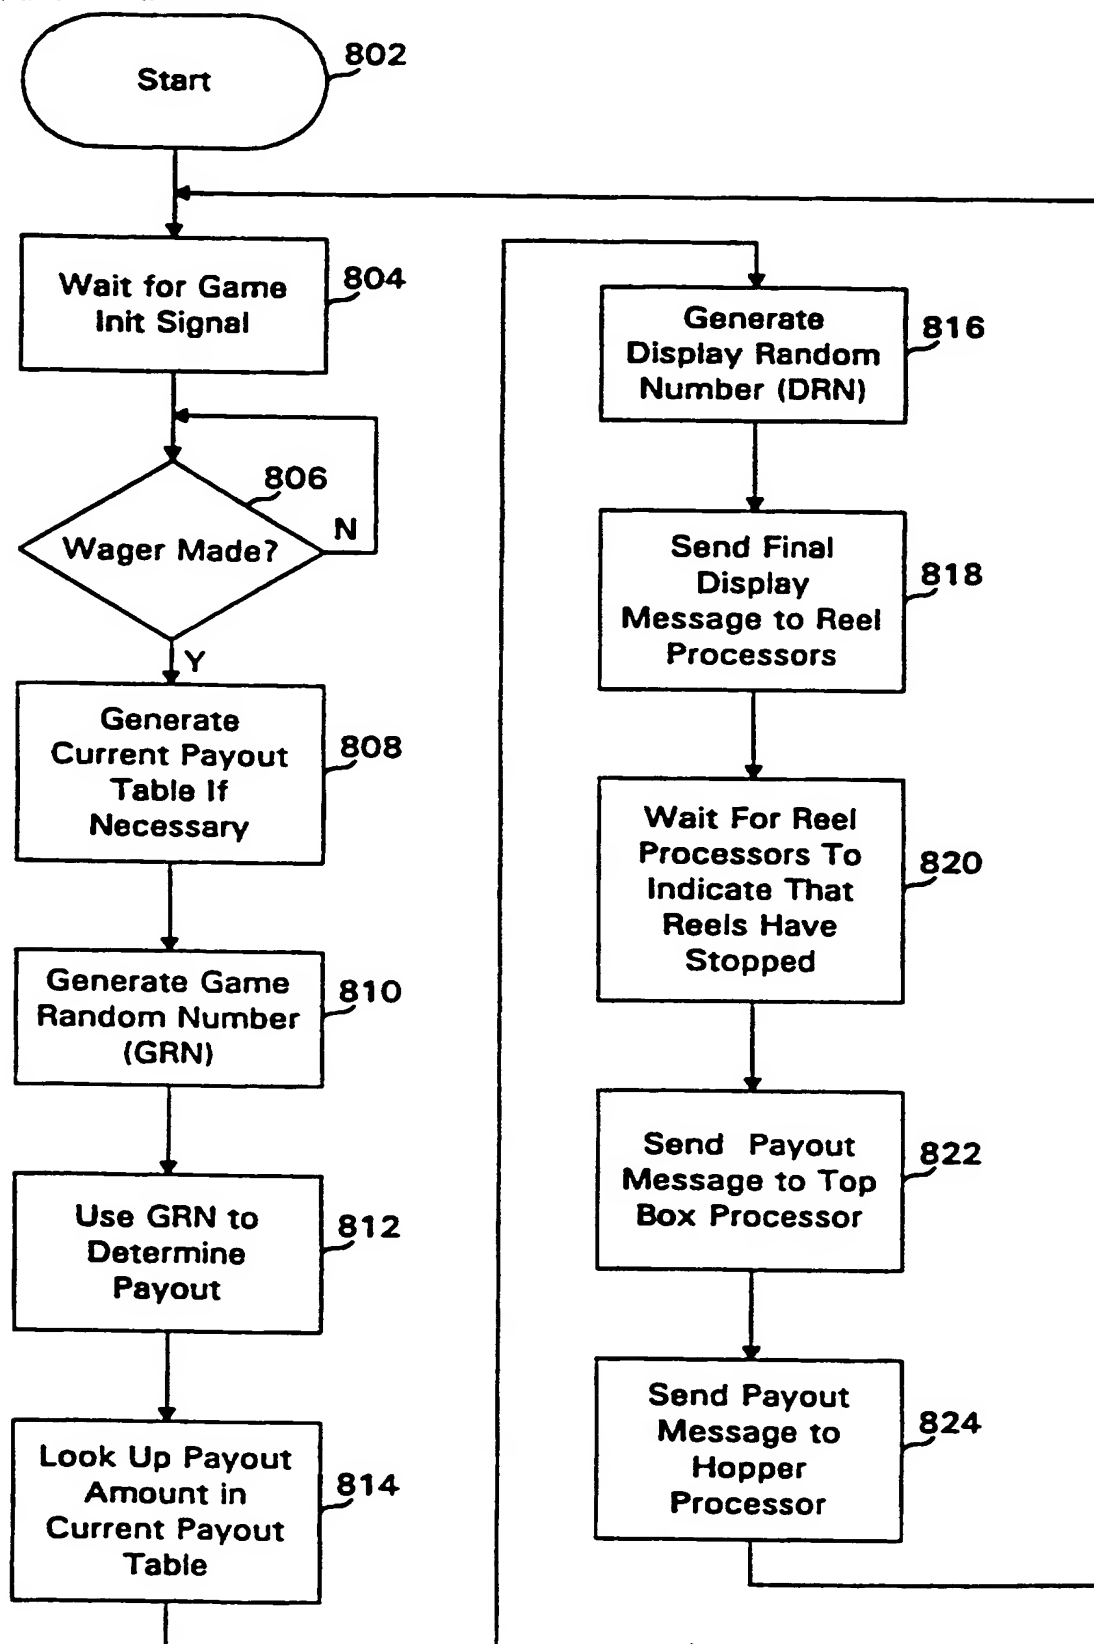 Start
802
Wait for Game
Init Signal
804
Wager Made?
806
N
Y
Generate
Current Payout
Table If
Necessary
808
Generate Game
Random Number
(GRN)
810
Use GRN to
Determine
Payout
812
Look Up Payout
Amount in
Current Payout
Table
814
Generate
Display Random
Number (DRN)
816
Send Final
Display
Message to Reel
Processors
818
Wait For Reel
Processors To
Indicate That
Reels Have
Stopped
820
Send Payout
Message to Top
Box Processor
822
Send Payout
Message to
Hopper
Processor
824